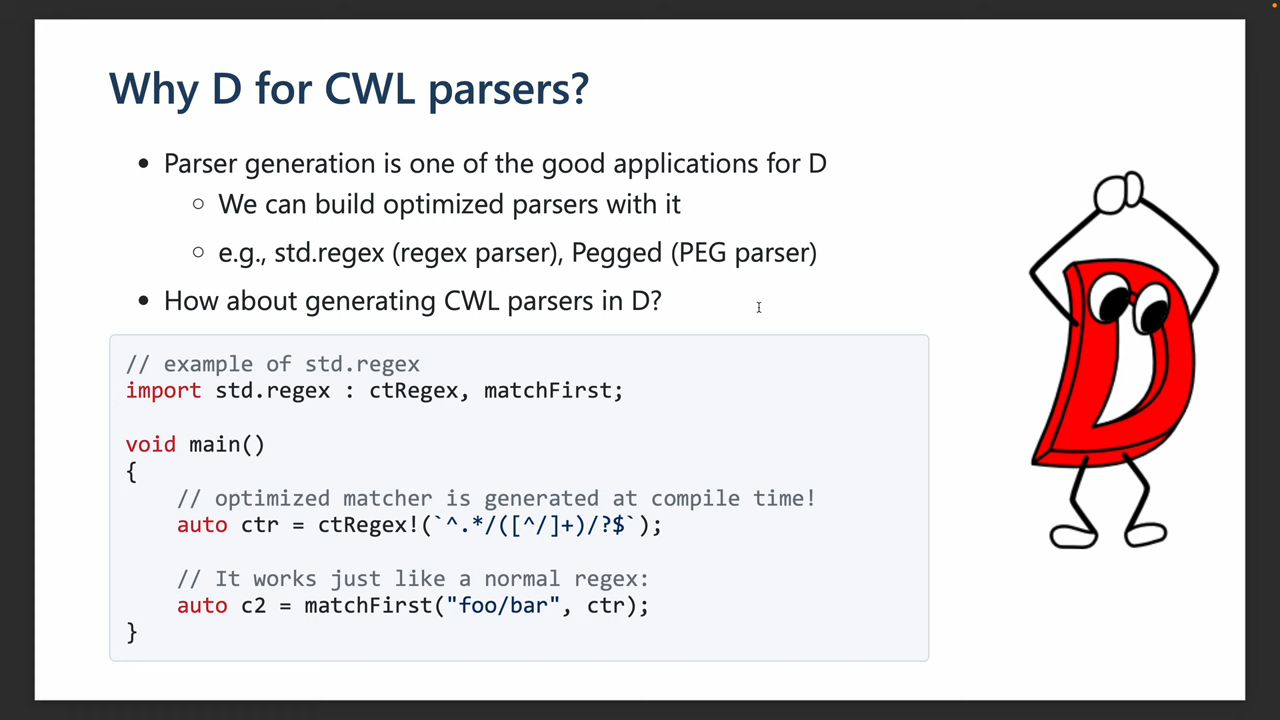 Why D for CWL parsers?
• Parser generation is one of the good applications for D
○ We can build optimized parsers with it
○ e.g., std.regex (regex parser), Pegged (PEG parser)
• How about generating CWL parsers in D?
// example of std.regex
import std.regex : ctRegex, matchFirst;
void main()
{
// optimized matcher is generated at compile time!
auto ctr = ctRegex!(`^.*/([^/]+)/?$`);
// It works just like a normal regex:
auto c2 = matchFirst("foo/bar", ctr);
}